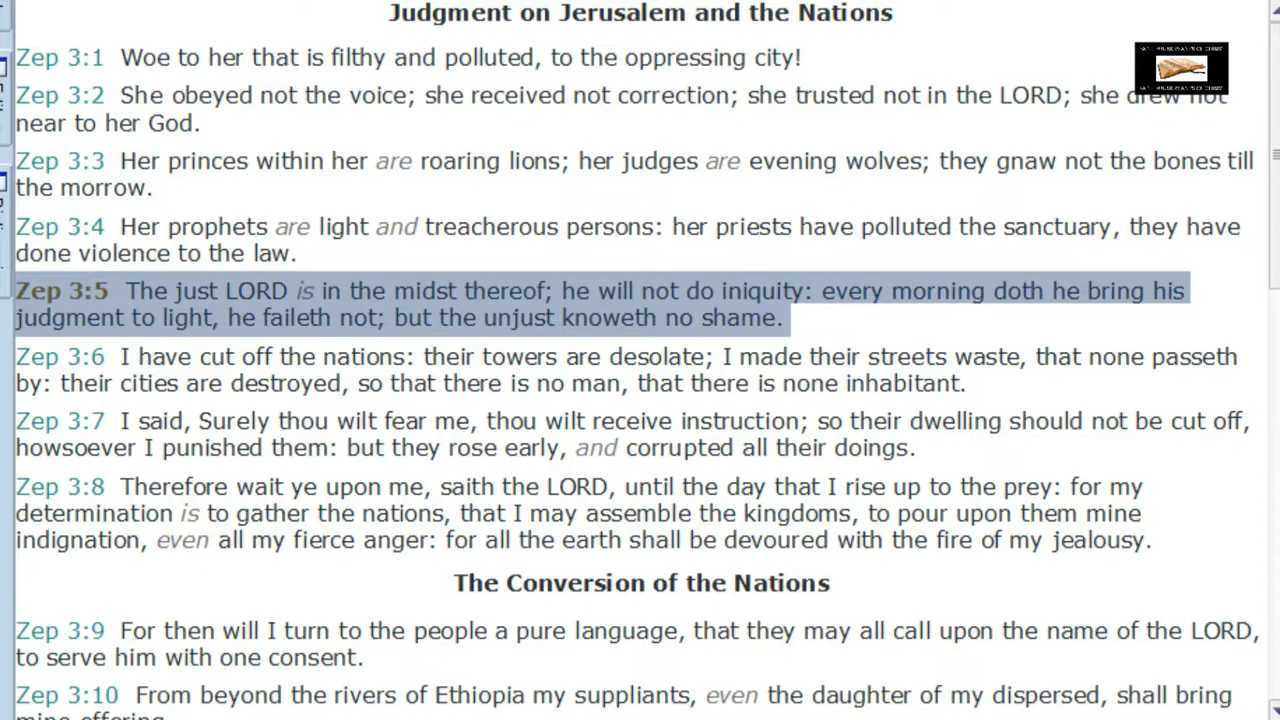 Judgment on Jerusalem and the Nations
Zep 3:1 Woe to her that is filthy and polluted, to the oppressing city!
Zep 3:2 She obeyed not the voice; she received not correction; she trusted not in the LORD; she drew not
near to her God.
Zep 3:3 Her princes within her are roaring lions; her judges are evening wolves; they gnaw not the bones till
the morrow.
Zep 3:4 Her prophets are light and treacherous persons: her priests have polluted the sanctuary, they have
done violence to the law.
Zep 3:5 The just LORD is in the midst thereof; he will not do iniquity: every morning doth he bring his
judgment to light, he faileth not; but the unjust knoweth no shame.
Zep 3:6 I have cut off the nations: their towers are desolate; I made their streets waste, that none passeth
by: their cities are destroyed, so that there is no man, that there is none inhabitant.
Zep 3:7 I said, Surely thou wilt fear me, thou wilt receive instruction; so their dwelling should not be cut off,
howsoever I punished them: but they rose early, and corrupted all their doings.
Zep 3:8 Therefore wait ye upon me, saith the LORD, until the day that I rise up to the prey: for my
determination is to gather the nations, that I may assemble the kingdoms, to pour upon them mine
indignation, even all my fierce anger: for all the earth shall be devoured with the fire of my jealousy.
The Conversion of the Nations
Zep 3:9 For then will I turn to the people a pure language, that they may all call upon the name of the LORD,
to serve him with one consent.
Zep 3:10 From beyond the rivers of Ethiopia my suppliants, even the daughter of my dispersed, shall bring
mine offering.